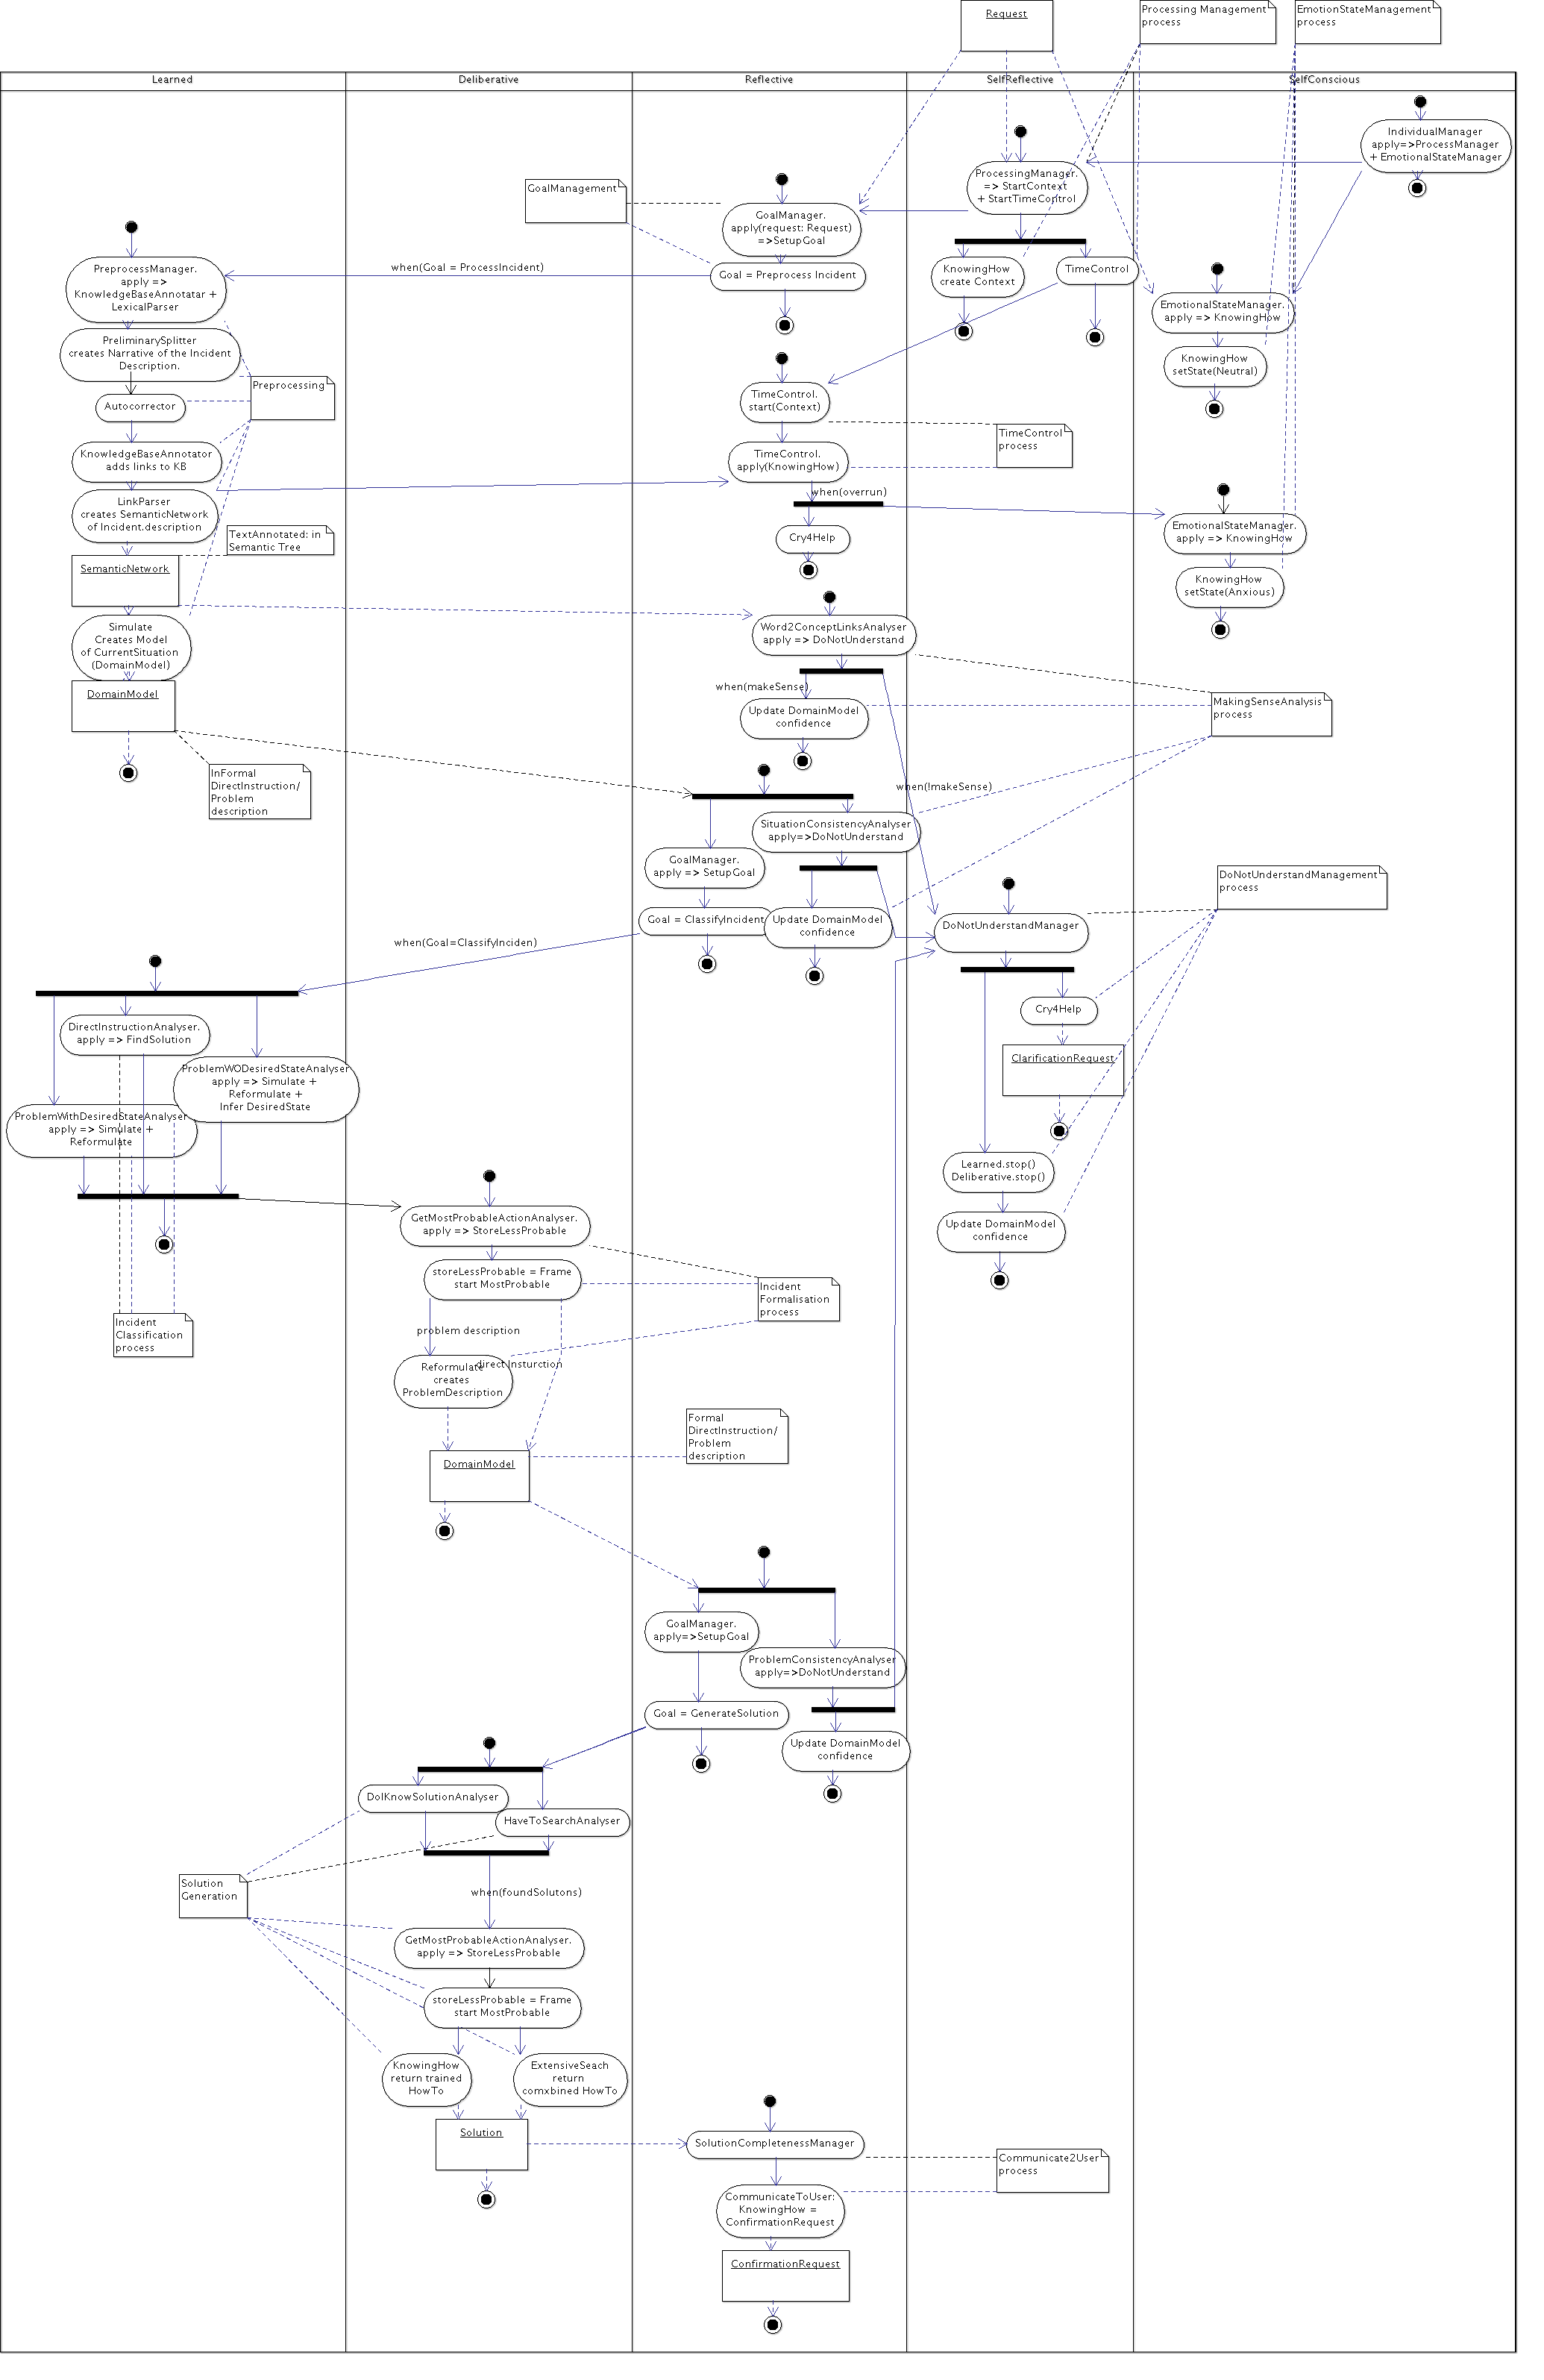 Request
Processing Management
process
EmotionStateManagement
process
Learned
Deliberative
Reflective
SelfReflective
SelfConscious
IndividualManager
apply=>ProcessManager
+ EmotionalStateManager
ProcessingManager.
=> StartContext
+ StartTimeControl
GoalManagement
GoalManager.
apply(request: Request)
=>SetupGoal
Goal = Preprocess Incident
when(Goal = ProcessIncident)
KnowingHow
create Context
TimeControl
PreprocessManager.
apply =>
KnowledgeBaseAnnotatar +
LexicalParser
EmotionalStateManager.
apply => KnowingHow
KnowingHow
setState(Neutral)
PreliminarySplitter
creates Narrative of the Incident
Description.
Preprocessing
Autocorrector
TimeControl.
start(Context)
TimeControl
process
KnowledgeBaseAnnotator
adds links to KB
TimeControl.
apply(KnowingHow)
when(overrun)
LinkParser
creates SemanticNetwork
of Incident.description
TextAnnotated: in
Semantic Tree
Cry4Help
EmotionalStateManager.
apply => KnowingHow
KnowingHow
setState(Anxious)
SemanticNetwork
Simulate
Creates Model
of CurrentSituation
(DomainModel)
Word2ConceptLinksAnalyser
apply => DoNotUnderstand
when(makeSense)
Update DomainModel
confidence
MakingSenseAnalysis
process
DomainModel
InFormal
DirectInstruction/
Problem
description
when(!makeSense)
SituationConsistencyAnalyser
apply=>DoNotUnderstand
GoalManager.
apply => SetupGoal
Goal = ClassifyIncident
Update DomainModel
confidence
DoNotUnderstandManagement
process
DoNotUnderstandManager
when(Goal=ClassifyInciden)
Cry4Help
ClarificationRequest
DirectInstructionAnalyser.
apply => FindSolution
ProblemWODesiredStateAnalyser
apply => Simulate +
Reformulate +
Infer DesiredState
ProblemWithDesiredStateAnalyser
apply => Simulate +
Reformulate
Learned.stop()
Deliberative.stop()
Update DomainModel
confidence
GetMostProbableActionAnalyser.
apply => StoreLessProbable
storeLessProbable = Frame
start MostProbable
Incident
Formalisation
process
Incident
Classification
process
problem description
direct Insturction
Reformulate
creates
ProblemDescription
Formal
DirectInstruction/
Problem
description
DomainModel
GoalManager.
apply=>SetupGoal
ProblemConsistencyAnalyser
apply=>DoNotUnderstand
Goal = GenerateSolution
Update DomainModel
confidence
DoIKnowSolutionAnalyser
HaveToSearchAnalyser
Solution
Generation
when(foundSolutons)
GetMostProbableActionAnalyser.
apply => StoreLessProbable
storeLessProbable = Frame
start MostProbable
KnowingHow
return trained
HowTo
ExtensiveSeach
return
comxbined HowTo
Solution
SolutionCompletenessManager
Communicate2User
process
CommunicateToUser:
KnowingHow =
ConfirmationRequest
ConfirmationRequest